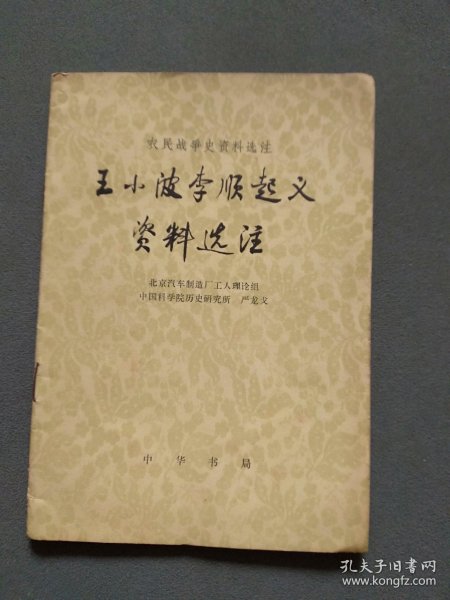 农民战争史资料选注
王小波李顺起义
资料选注
北京汽车制造厂工人理论组
中国科学院历史研究所 严龙文
中华书局
孔夫子旧书网
www.kongfz.com